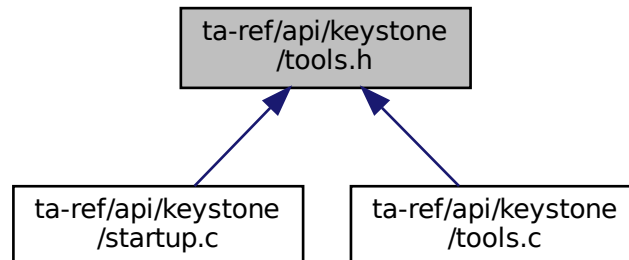 ta-ref/api/keystone
/tools.h
ta-ref/api/keystone
/startup.c
ta-ref/api/keystone
/tools.c